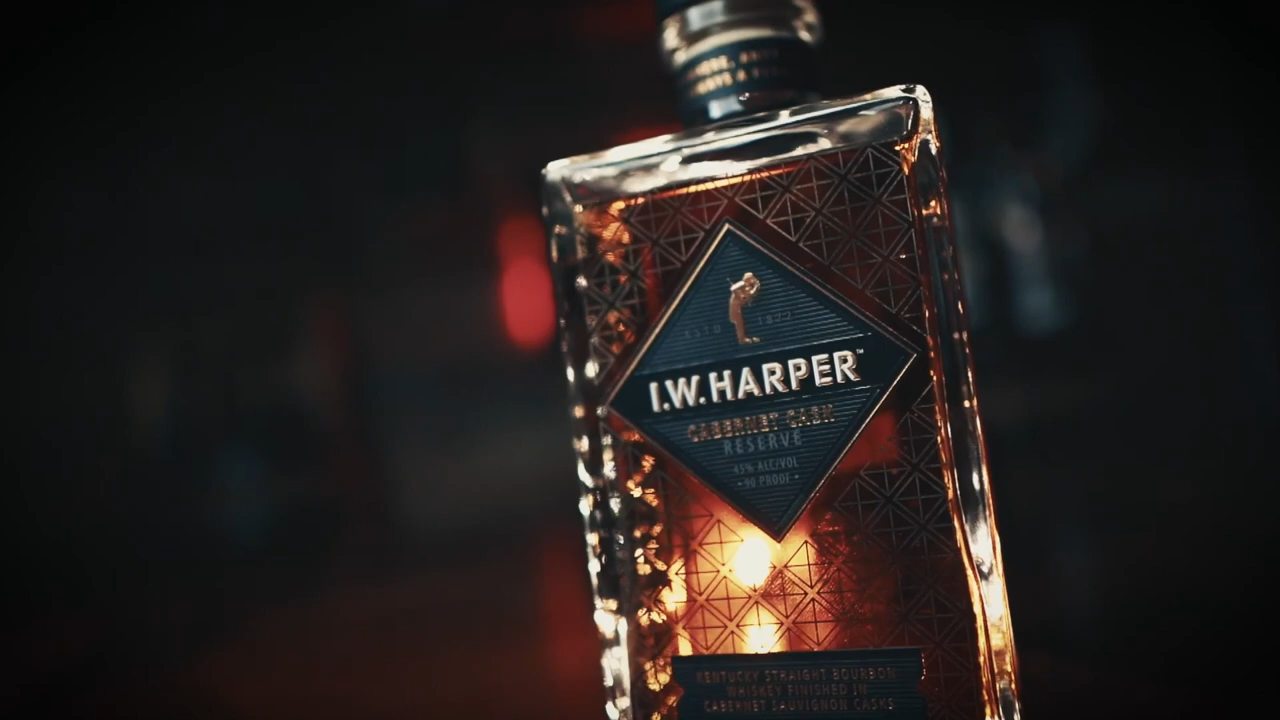 ESTD 1872
I.W.HARPER™
CABERNET CASK
RESERVE
45% ALC/VOL
•90 PROOF•
KENTUCKY STRAIGHT BOURBON
WHISKEY FINISHED IN
CABERNET SAUVIGNON CASKS